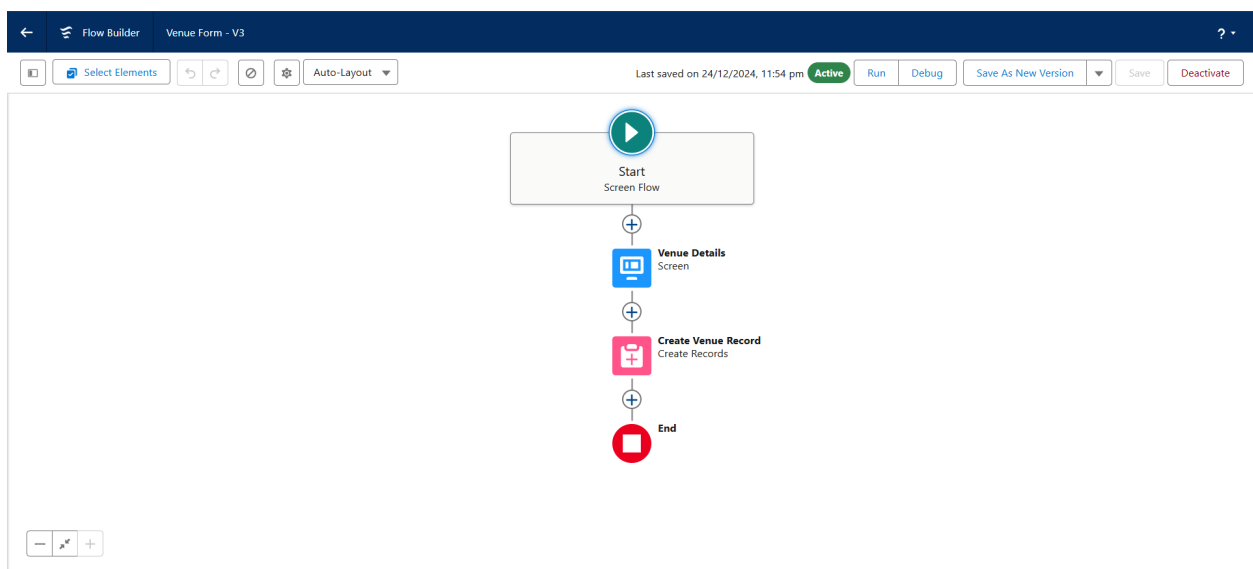 Flow Builder Venue Form - V3 ?
Select Elements Auto-Layout Last saved on 24/12/2024, 11:54 pm Active Run Debug Save As New Version Save Deactivate
Start
Screen Flow
Venue Details
Screen
Create Venue Record
Create Records
End